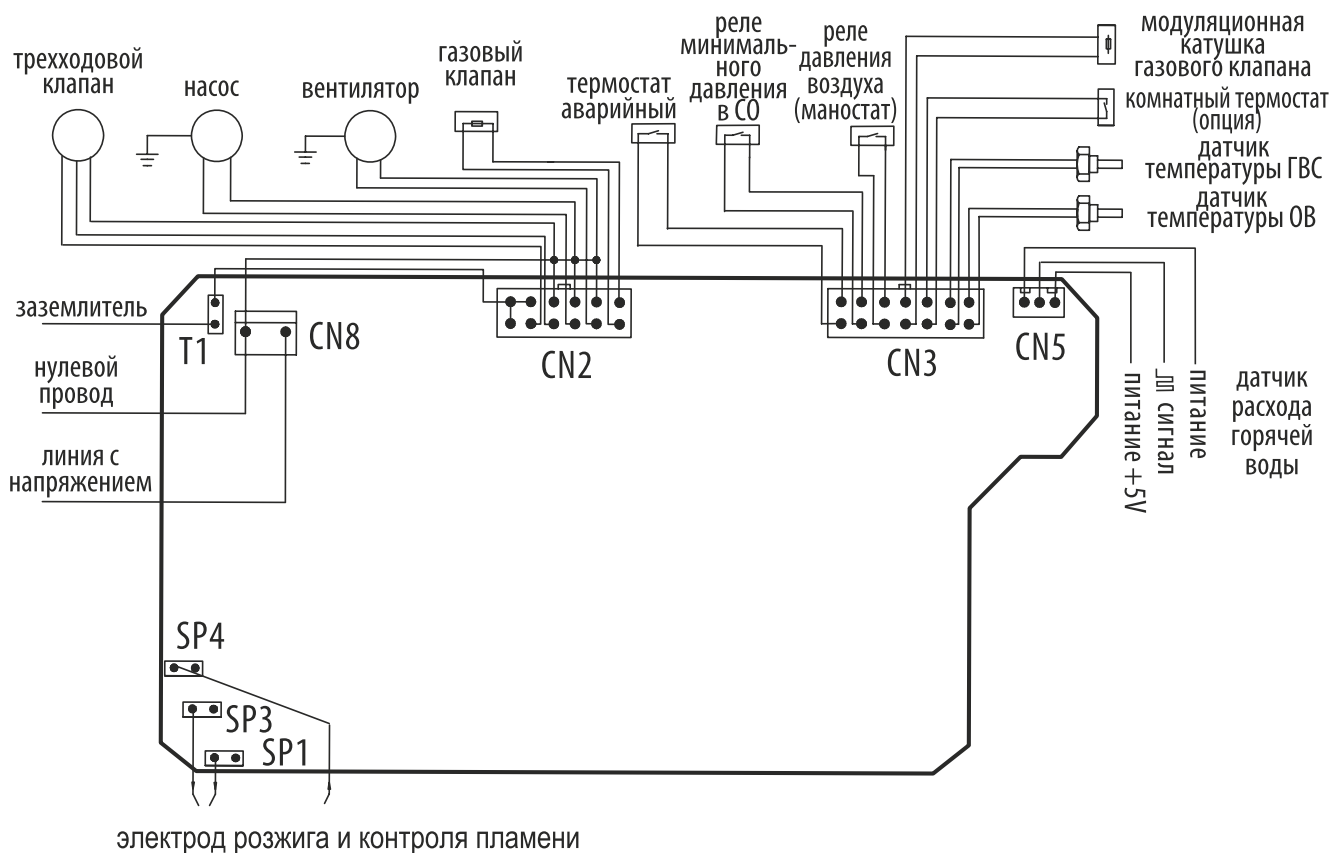 трехходовой
клапан
насос
вентилятор
газовый
клапан
термостат
аварийный
реле
минималь-
ного
давления
в СО
реле
давления
воздуха
(маностат)
модуляционная
катушка
газового клапана
комнатный термостат
(опция)
датчик
температуры ГВС
датчик
температуры ОВ
заземлитель
T1
CN8
CN2
CN3
CN5
нулевой
провод
линия с
напряжением
питание +5V
сигнал
питание
датчик
расхода
горячей
воды
SP4
SP3
SP1
электрод розжига и контроля пламени